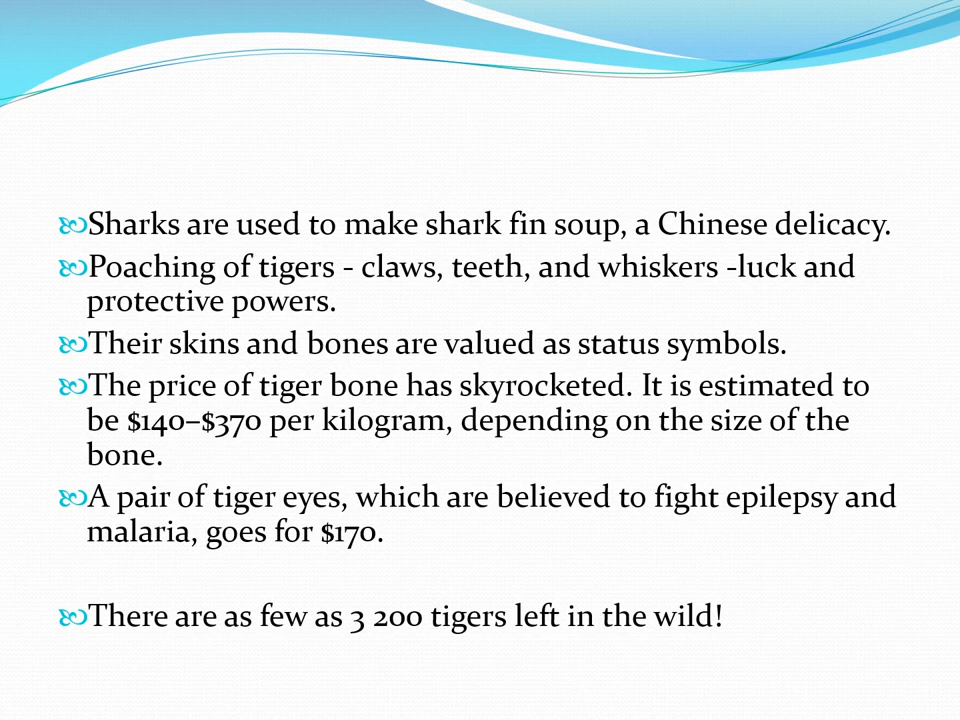 Sharks are used to make shark fin soup, a Chinese delicacy.
Poaching of tigers - claws, teeth, and whiskers -luck and
protective powers.
Their skins and bones are valued as status symbols.
The price of tiger bone has skyrocketed. It is estimated to
be $140–$370 per kilogram, depending on the size of the
bone.
A pair of tiger eyes, which are believed to fight epilepsy and
malaria, goes for $170.
There are as few as 3 200 tigers left in the wild!